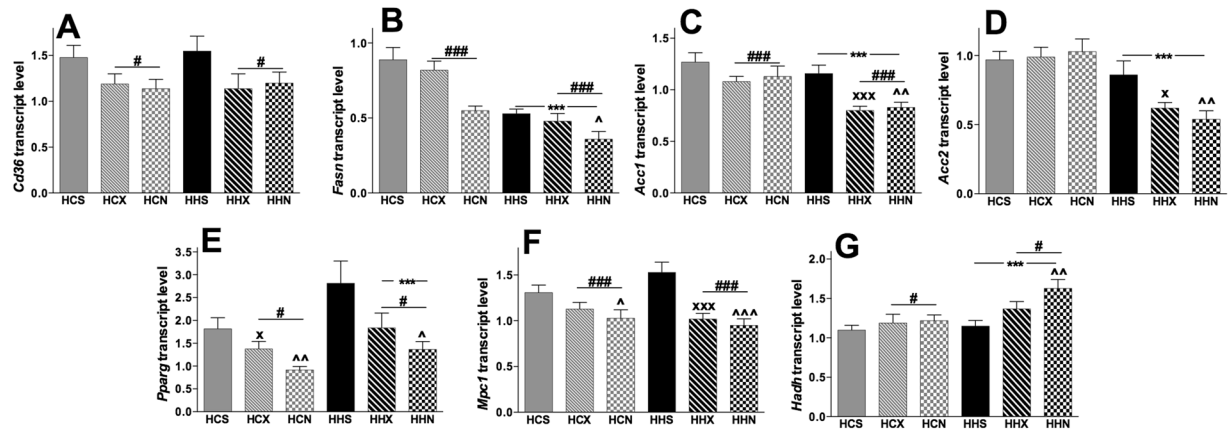 A
Cd36 transcript level
1.5
1.0
0.5
0.0
#
#
HCS HCX HCN HHS HHX HHN
B
Fasn transcript level
1.0
0.5
0.0
###
###
***
^
HCS HCX HCN HHS HHX HHN
C
Acc1 transcript level
1.5
1.0
0.5
0.0
###
***
###
xxx
^^
HCS HCX HCN HHS HHX HHN
D
Acc2 transcript level
1.0
0.5
0.0
***
x
^^
HCS HCX HCN HHS HHX HHN
E
Pparg transcript level
3.5
3.0
2.5
2.0
1.5
1.0
0.5
0.0
***
#
#
x
^^
^
HCS HCX HCN HHS HHX HHN
F
Mpc1 transcript level
1.5
1.0
0.5
0.0
###
^
###
xxx
^^^
HCS HCX HCN HHS HHX HHN
G
Hadh transcript level
2.0
1.5
1.0
0.5
0.0
#
***
^^
#
HCS HCX HCN HHS HHX HHN